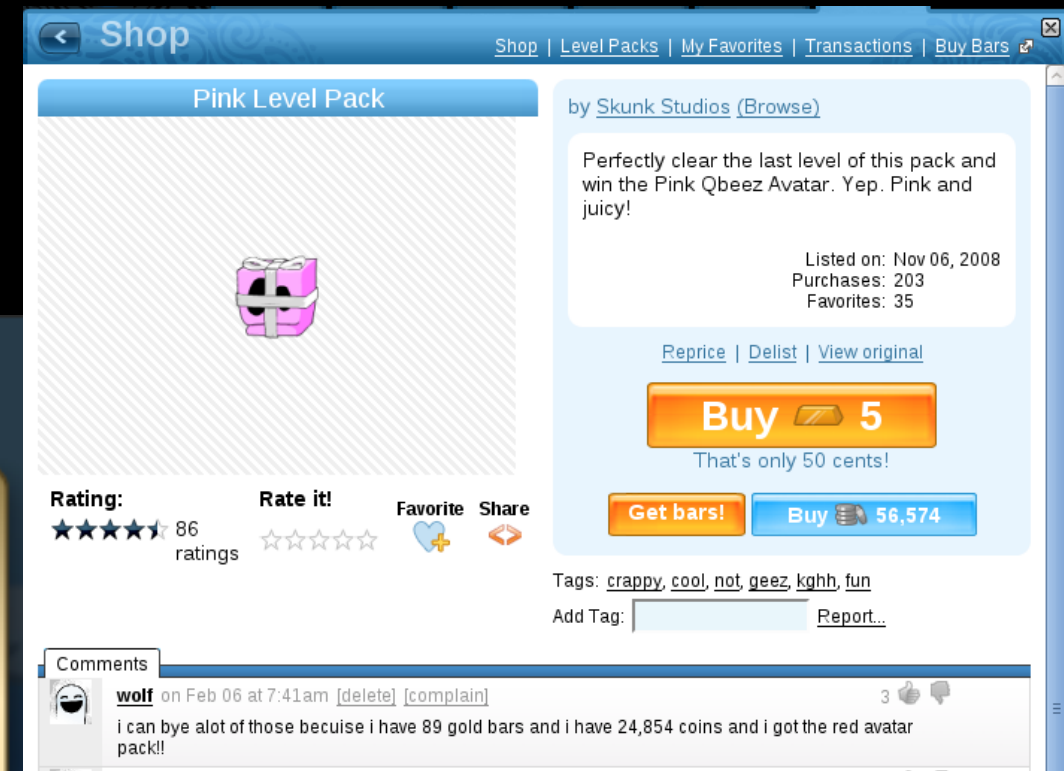 Shop
Shop | Level Packs | My Favorites | Transactions | Buy Bars
Pink Level Pack
by Skunk Studios (Browse)
Perfectly clear the last level of this pack and
win the Pink Qbeez Avatar. Yep. Pink and
juicy!
Listed on: Nov 06, 2008
Purchases: 203
Favorites: 35
Reprice | Delist | View original
Buy 5
That's only 50 cents!
Get bars!
Buy 56,574
Rating:
86
ratings
Rate it!
Favorite
Share
Tags: crappy, cool, not, geez, kghh, fun
Add Tag:
Report...
Comments
wolf on Feb 06 at 7:41am [delete] [complain]
3
i can bye alot of those becuise i have 89 gold bars and i have 24,854 coins and i got the red avatar
pack!!